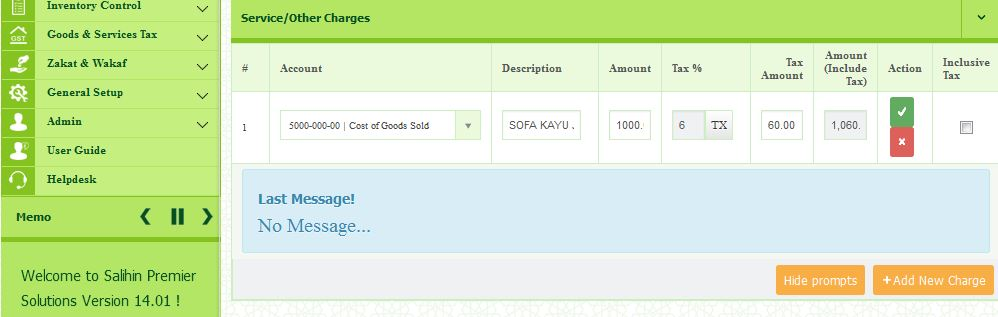 Inventory Control
GST
Goods & Services Tax
Zakat & Wakaf
General Setup
Admin
User Guide
Helpdesk
Memo
Welcome to Salihin Premier
Solutions Version 14.01 !
Service/Other Charges
# Account Description Amount Tax % Tax Amount Amount (Include Tax) Action Inclusive Tax
1 5000-000-00 | Cost of Goods Sold SOFA KAYU 1000. 6 TX 60.00 1,060.
Last Message!
No Message...
Hide prompts
+ Add New Charge